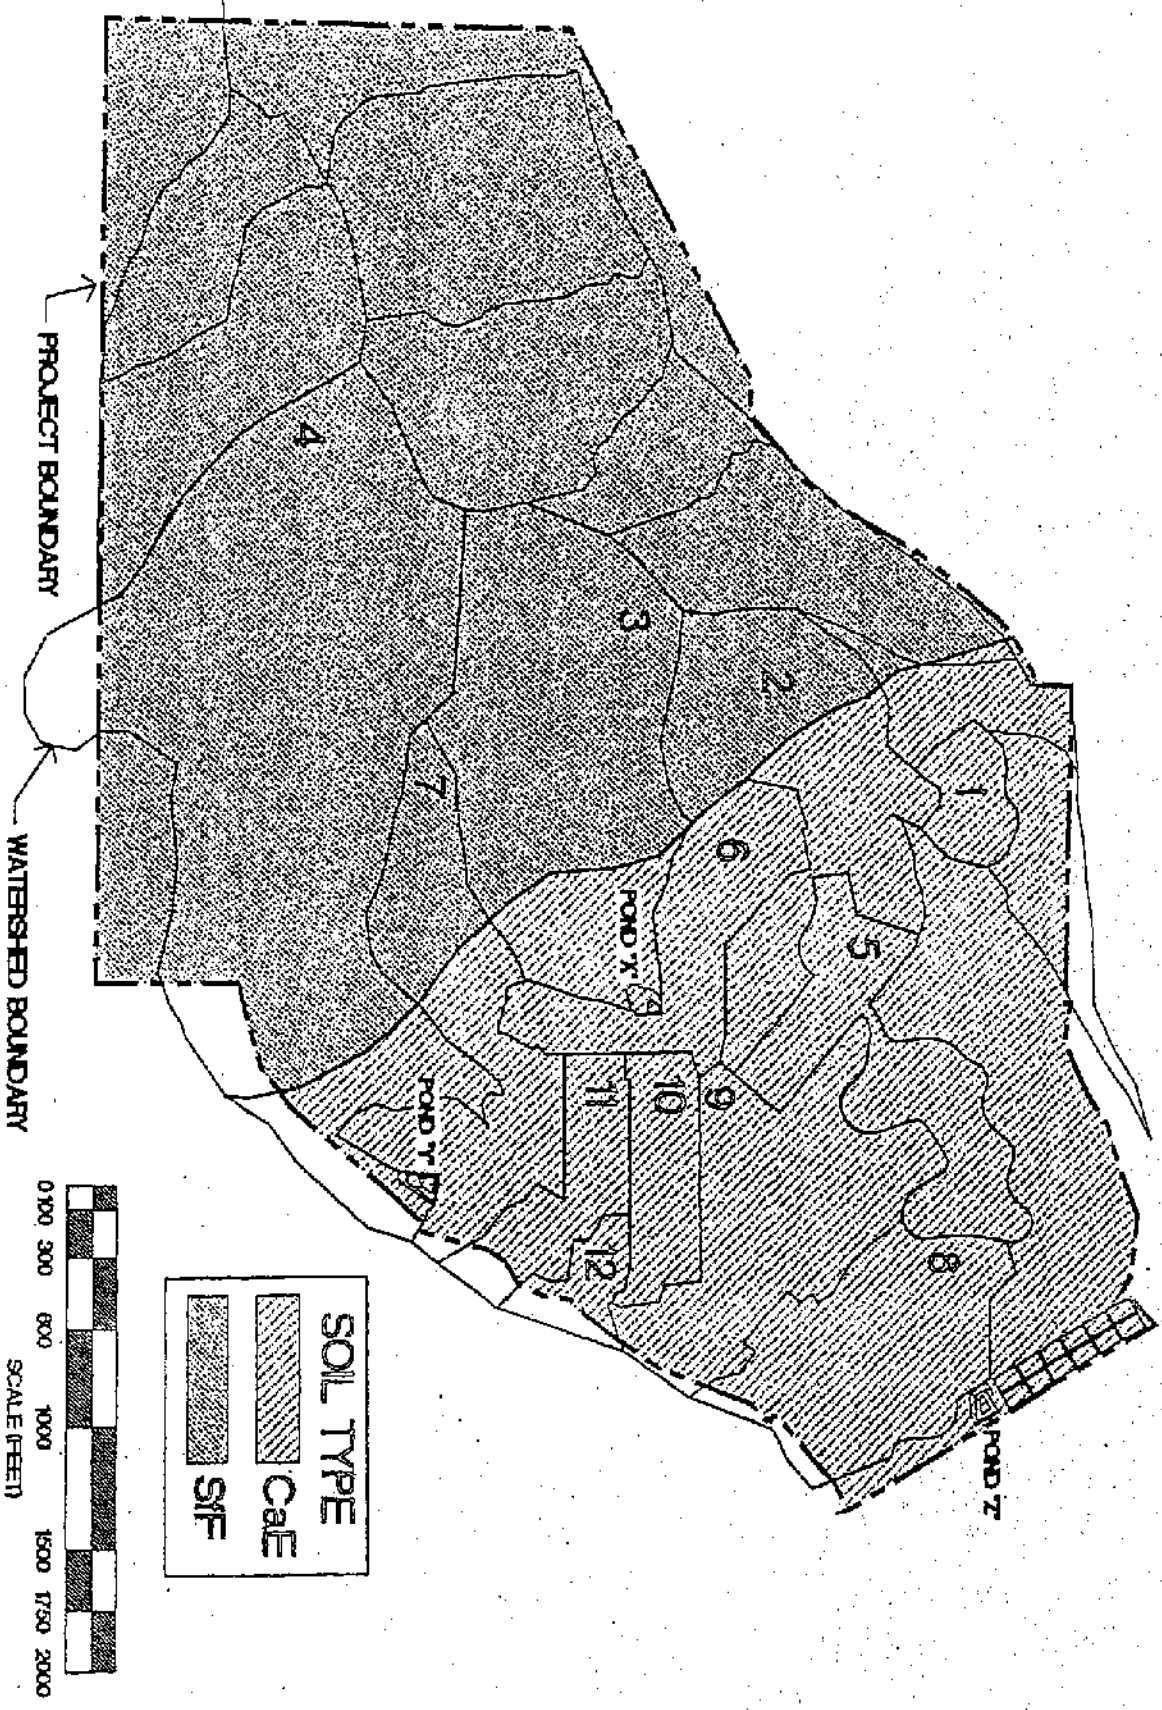 1
2
3
4
5
6
7
8
9
10
11
12
POND 'X'
POND 'Y'
POND 'Z'
PROJECT BOUNDARY
WATERSHED BOUNDARY
SOIL TYPE
CaE
StF
0 100 300 600 1000 1500 1750 2000
SCALE (FEET)